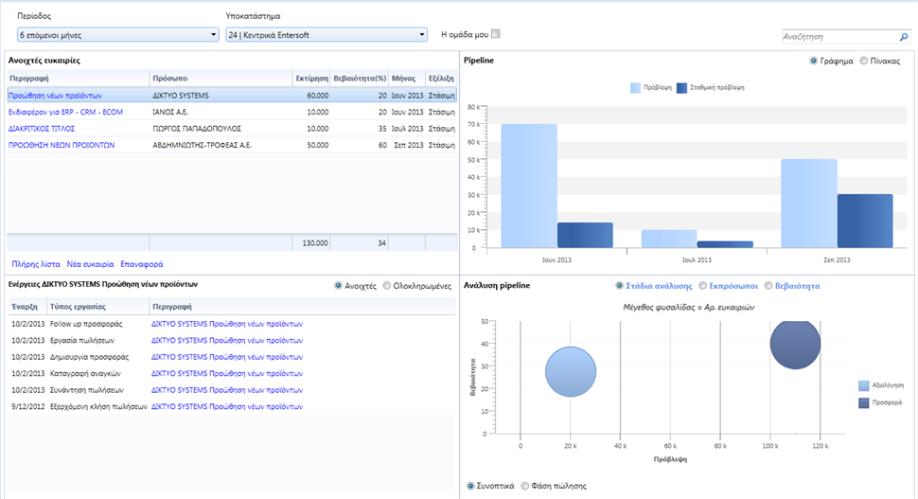 Περίοδος Υποκατάστημα
6 επόμενοι μήνες 24 | Κεντρικά Entersoft Η ομάδα μου Αναζήτηση
Ανοιχτές ευκαιρίες
Περιγραφή Πρόσωπο Εκτίμηση Βεβαιότητα(%) Μήνας Εξέλιξη
Προώθηση νέων προϊόντων ΔΙΚΤΥΟ SYSTEMS 60.000 20 Ιουν 2013 Στάσιμη
Ενδιαφέρον για ERP - CRM - ECOM ΙΑΝΟΣ Α.Ε. 10.000 20 Ιουν 2013 Στάσιμη
ΔΙΑΚΡΙΤΙΚΟΣ ΤΙΤΛΟΣ ΓΙΩΡΓΟΣ ΠΑΠΑΔΟΠΟΥΛΟΣ 10.000 35 Ιουλ 2013 Στάσιμη
ΠΡΟΩΘΗΣΗ ΝΕΩΝ ΠΡΟΪΟΝΤΩΝ ΑΒΔΗΜΝΙΩΤΗΣ-ΤΡΟΦΕΑΣ Α.Ε. 50.000 60 Σεπ 2013 Στάσιμη
130.000 34
Πλήρης λίστα Νέα ευκαιρία Επαναφορά
Pipeline Γράφημα Πίνακας
Πρόβλεψη Σταθμική πρόβλεψη
80 k
70 k
60 k
50 k
40 k
30 k
20 k
10 k
0
Ιουν 2013 Ιουλ 2013 Σεπ 2013
Ενέργειες ΔΙΚΤΥΟ SYSTEMS Προώθηση νέων προϊόντων Ανοιχτές Ολοκληρωμένες
Έναρξη Τύπος εργασίας Περιγραφή
10/2/2013 Follow up προσφοράς ΔΙΚΤΥΟ SYSTEMS Προώθηση νέων προϊόντων
10/2/2013 Εργασία πωλήσεων ΔΙΚΤΥΟ SYSTEMS Προώθηση νέων προϊόντων
10/2/2013 Δημιουργία προσφοράς ΔΙΚΤΥΟ SYSTEMS Προώθηση νέων προϊόντων
10/2/2013 Καταγραφή αναγκών ΔΙΚΤΥΟ SYSTEMS Προώθηση νέων προϊόντων
10/2/2013 Συνάντηση πωλήσεων ΔΙΚΤΥΟ SYSTEMS Προώθηση νέων προϊόντων
9/12/2012 Εξερχόμενη κλήση πωλήσεων ΔΙΚΤΥΟ SYSTEMS Προώθηση νέων προϊόντων
Ανάλυση pipeline Στάδια ανάλυσης Εκπρόσωποι Βεβαιότητα
Μέγεθος φυσαλίδας = Αρ. ευκαιριών
Βεβαιότητα
50
40
30
20
10
0
0 20 k 40 k 60 k 80 k 100 k 120 k
Πρόβλεψη
Αξιολόγηση
Προσφορά
Συνοπτικά Φάση πώλησης